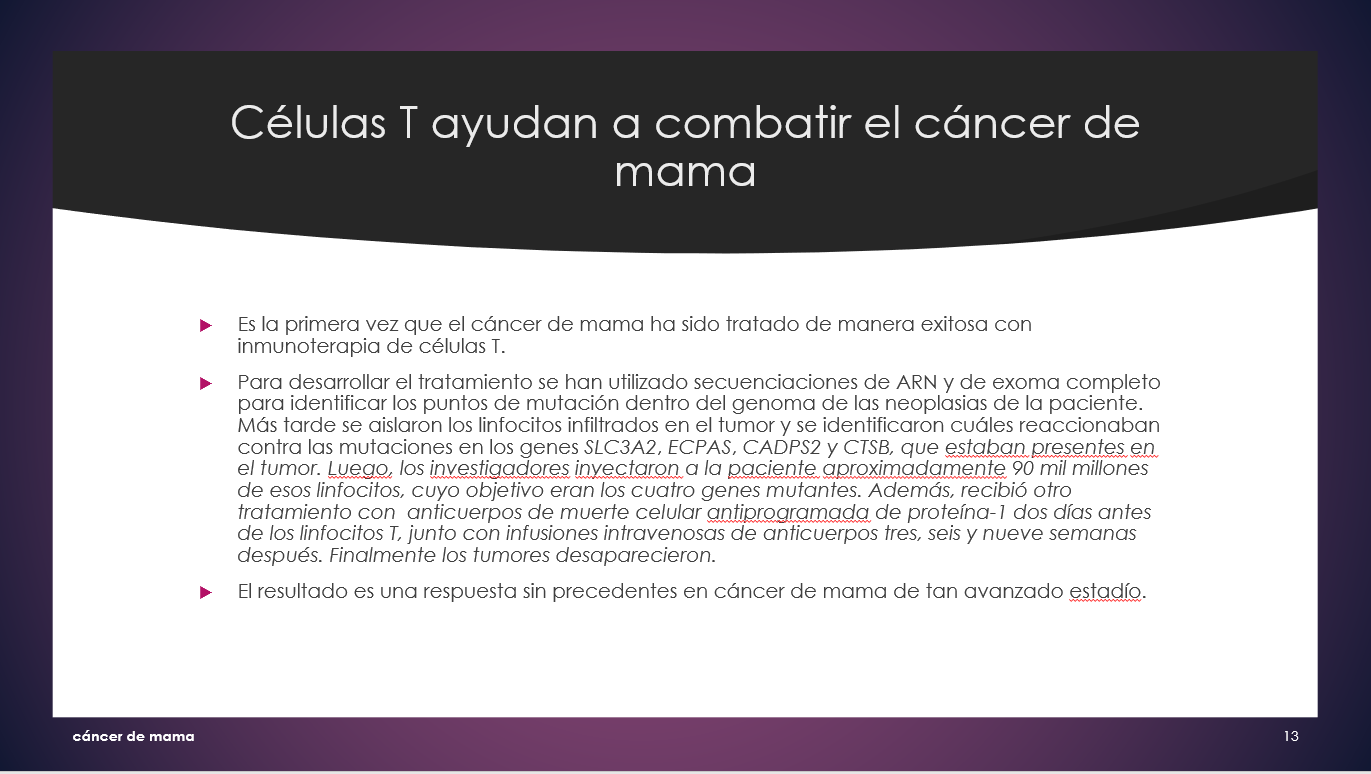 Células T ayudan a combatir el cáncer de
mama
Es la primera vez que el cáncer de mama ha sido tratado de manera exitosa con
inmunoterapia de células T.
Para desarrollar el tratamiento se han utilizado secuenciaciones de ARN y de exoma completo
para identificar los puntos de mutación dentro del genoma de las neoplasias de la paciente.
Más tarde se aislaron los linfocitos infiltrados en el tumor y se identificaron cuáles reaccionaban
contra las mutaciones en los genes SLC3A2, ECPAS, CADPS2 y CTSB, que estaban presentes en
el tumor. Luego, los investigadores inyectaron a la paciente aproximadamente 90 mil millones
de esos linfocitos, cuyo objetivo eran los cuatro genes mutantes. Además, recibió otro
tratamiento con  anticuerpos de muerte celular antiprogramada de proteína-1 dos días antes
de los linfocitos T, junto con infusiones intravenosas de anticuerpos tres, seis y nueve semanas
después. Finalmente los tumores desaparecieron.
El resultado es una respuesta sin precedentes en cáncer de mama de tan avanzado estadío.
cáncer de mama
13